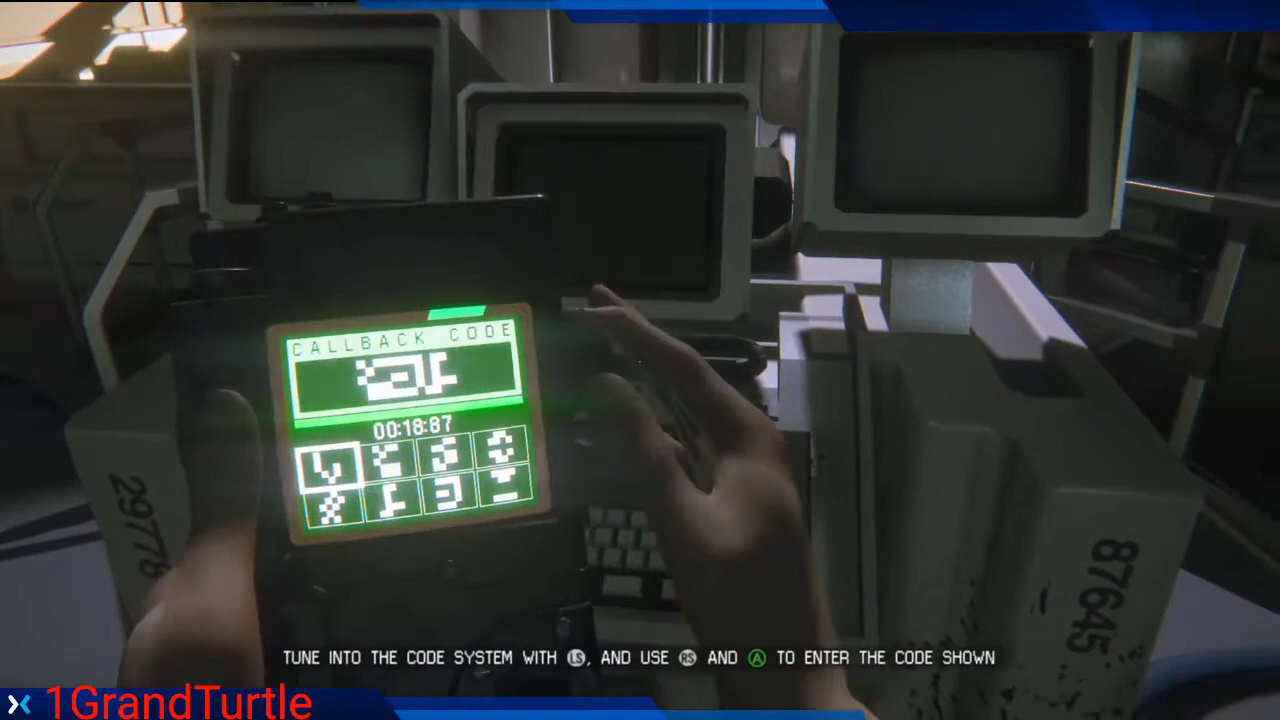 CALLBACK CODE
00:18:87
29778
87645
TUNE INTO THE CODE SYSTEM WITH LS, AND USE RS AND A TO ENTER THE CODE SHOWN
1GrandTurtle